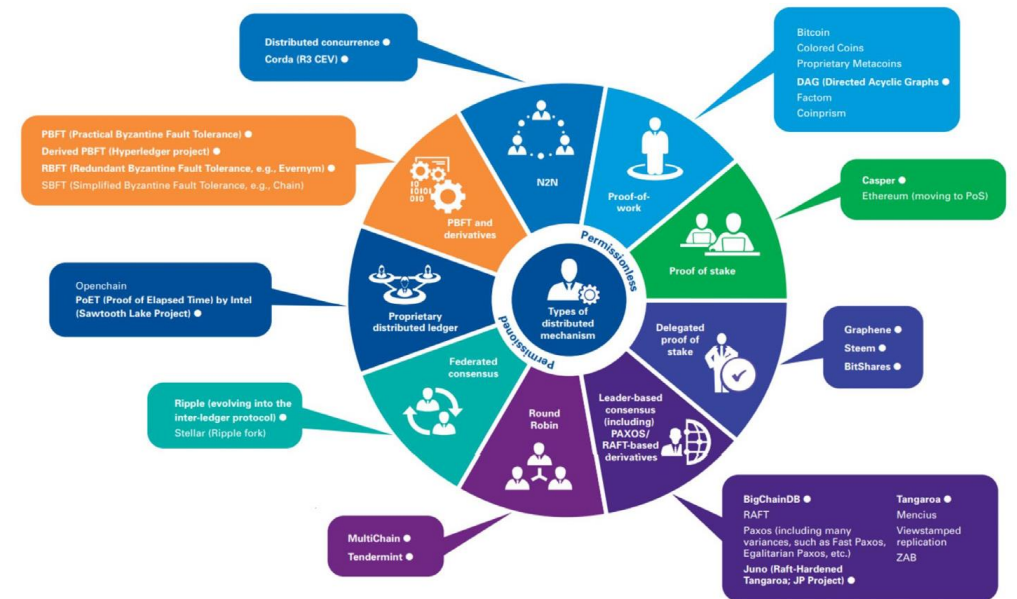 Distributed concurrence ●
Corda (R3 CEV) ●
Bitcoin
Colored Coins
Proprietary Metacoins
DAG (Directed Acyclic Graphs ●
Factom
Coinprism
PBFT (Practical Byzantine Fault Tolerance) ●
Derived PBFT (Hyperledger project) ●
RBFT (Redundant Byzantine Fault Tolerance, e.g., Evernym) ●
SBFT (Simplified Byzantine Fault Tolerance, e.g., Chain)
Casper ●
Ethereum (moving to PoS)
Openchain
PoET (Proof of Elapsed Time) by Intel
(Sawtooth Lake Project) ●
Graphene ●
Steem ●
BitShares ●
Ripple (evolving into the
inter-ledger protocol) ●
Stellar (Ripple fork)
MultiChain ●
Tendermint ●
BigChainDB ●
RAFT
Paxos (including many
variances, such as Fast Paxos,
Egalitarian Paxos, etc.)
Juno (Raft-Hardened
Tangaroa; JP Project) ●
Tangaroa ●
Mencius
Viewstamped
replication
ZAB
N2N
Proof-of-
work
Proof of stake
Delegated
proof of
stake
Leader-based
consensus
(including)
PAXOS/
RAFT-based
derivatives
Round
Robin
Federated
consensus
Proprietary
distributed ledger
PBFT and
derivatives
10
1010
010
Permissionless
Types of
distributed
mechanism
Permissioned